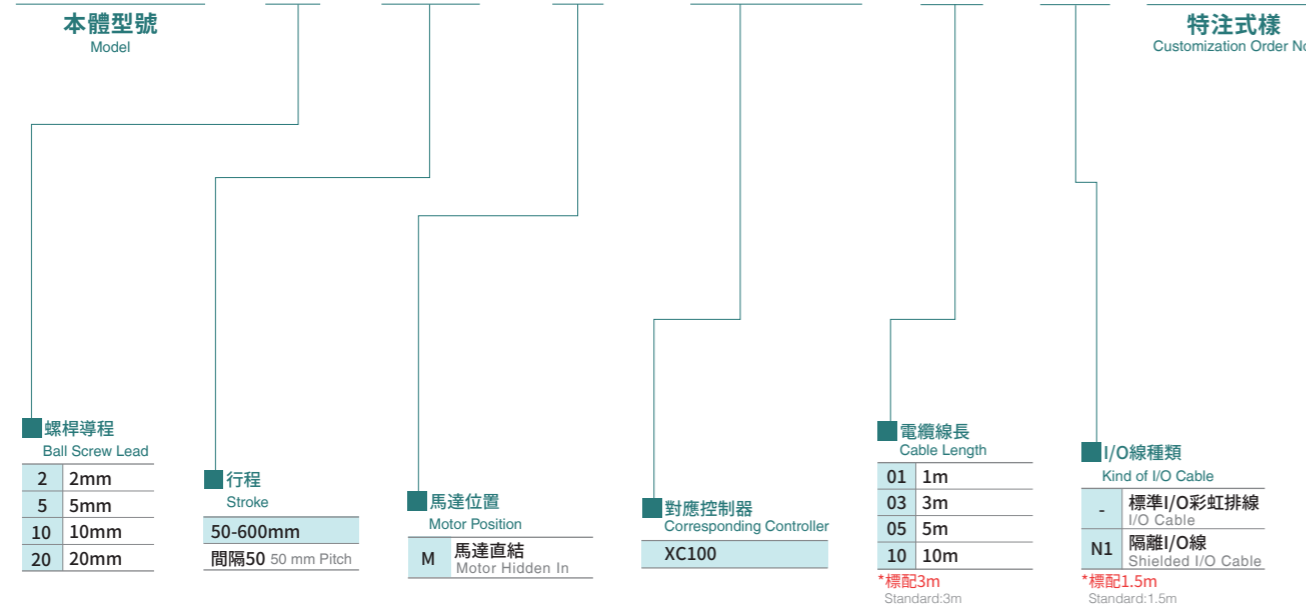 本體型號
Model
特注式樣
Customization Order No
螺桿導程
Ball Screw Lead
2 2mm
5 5mm
10 10mm
20 20mm
行程
Stroke
50-600mm
間隔50 50 mm Pitch
馬達位置
Motor Position
M 馬達直結
Motor Hidden In
對應控制器
Corresponding Controller
XC100
電纜線長
Cable Length
01 1m
03 3m
05 5m
10 10m
*標配3m
Standard:3m
I/O線種類
Kind of I/O Cable
- 標準I/O彩虹排線
I/O Cable
N1 隔離I/O線
Shielded I/O Cable
*標配1.5m
Standard:1.5m